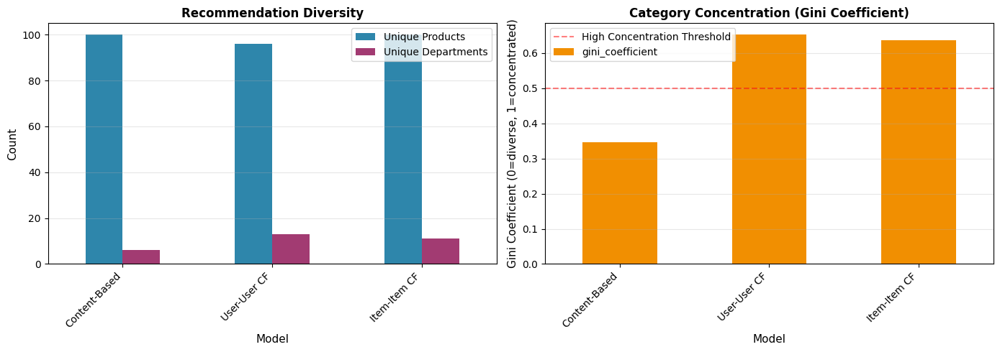 Recommendation Diversity
Count
100
80
60
40
20
0
Unique Products
Unique Departments
Content-Based
User-User CF
Item-Item CF
Model
Category Concentration (Gini Coefficient)
Gini Coefficient (0=diverse, 1=concentrated)
0.6
0.5
0.4
0.3
0.2
0.1
0.0
High Concentration Threshold
gini_coefficient
Content-Based
User-User CF
Item-Item CF
Model